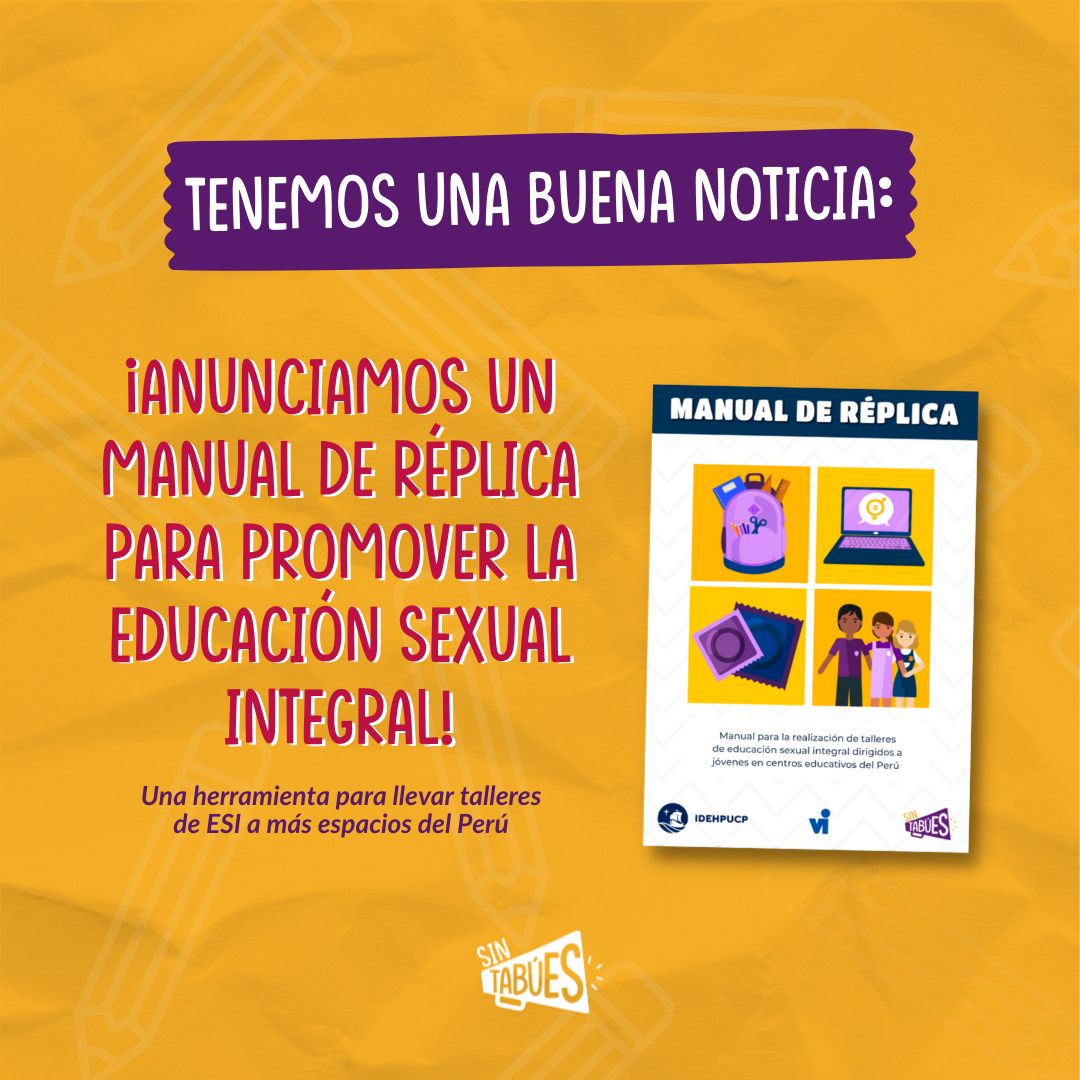 TENEMOS UNA BUENA NOTICIA:
¡ANUNCIAMOS UN
MANUAL DE RÉPLICA
PARA PROMOVER LA
EDUCACIÓN SEXUAL
INTEGRAL!
Una herramienta para llevar talleres
de ESI a más espacios del Perú
MANUAL DE RÉPLICA
Manual para la realización de talleres
de educación sexual integral dirigidos a
jóvenes en centros educativos del Perú
IDEHPUCP
vi
SIN
TABÚES
SIN
TABÚES